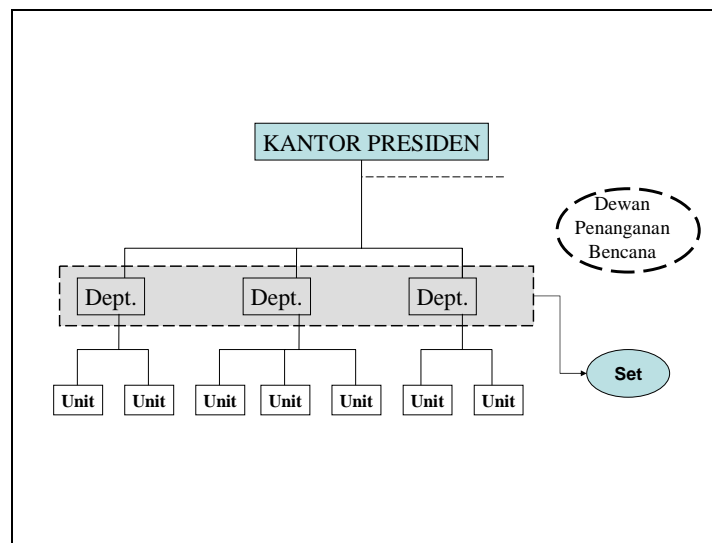 KANTOR PRESIDEN
Dewan
Penanganan
Bencana
Dept.
Dept.
Dept.
Set
Unit
Unit
Unit
Unit
Unit
Unit
Unit